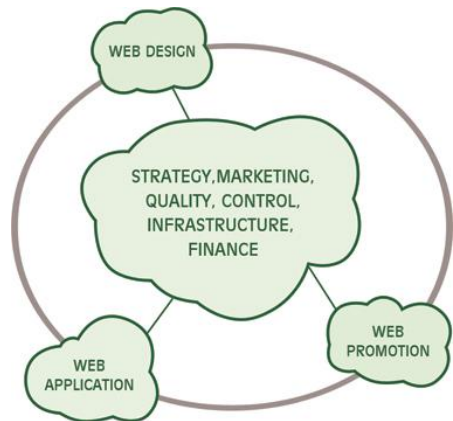 WEB DESIGN
STRATEGY,MARKETING,
QUALITY, CONTROL,
INFRASTRUCTURE,
FINANCE
WEB
APPLICATION
WEB
PROMOTION